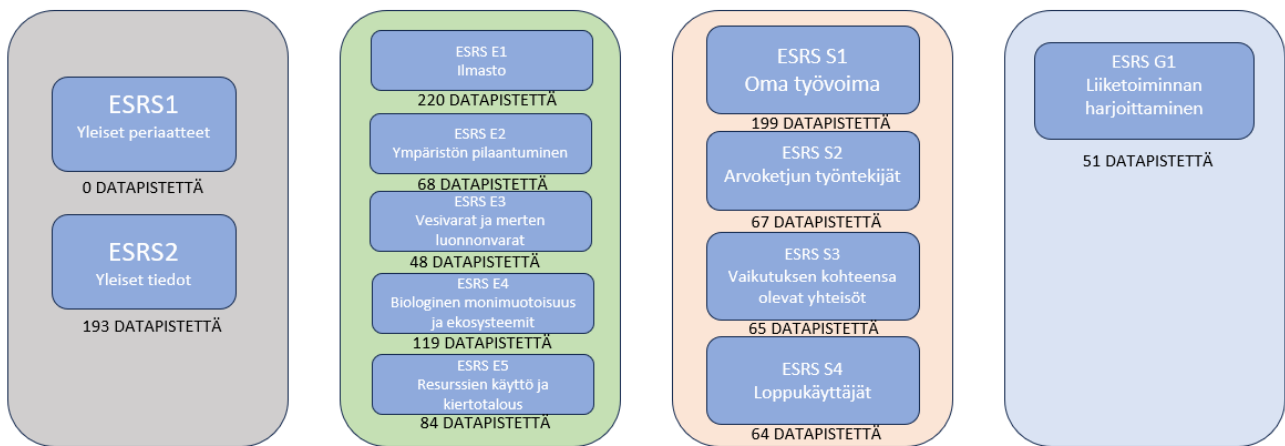 ESRS1
Yleiset periaatteet
0 DATAPISTETTÄ
ESRS2
Yleiset tiedot
193 DATAPISTETTÄ
ESRS E1
Ilmasto
220 DATAPISTETTÄ
ESRS E2
Ympäristön pilaantuminen
68 DATAPISTETTÄ
ESRS E3
Vesivarat ja merten
luonnonvarat
48 DATAPISTETTÄ
ESRS E4
Biologinen monimuotoisuus
ja ekosysteemit
119 DATAPISTETTÄ
ESRS E5
Resurssien käyttö ja
kiertotalous
84 DATAPISTETTÄ
ESRS S1
Oma työvoima
199 DATAPISTETTÄ
ESRS S2
Arvoketjun työntekijät
67 DATAPISTETTÄ
ESRS S3
Vaikutuksen kohteensa
olevat yhteisöt
65 DATAPISTETTÄ
ESRS S4
Loppukäyttäjät
64 DATAPISTETTÄ
ESRS G1
Liiketoiminnan
harjoittaminen
51 DATAPISTETTÄ